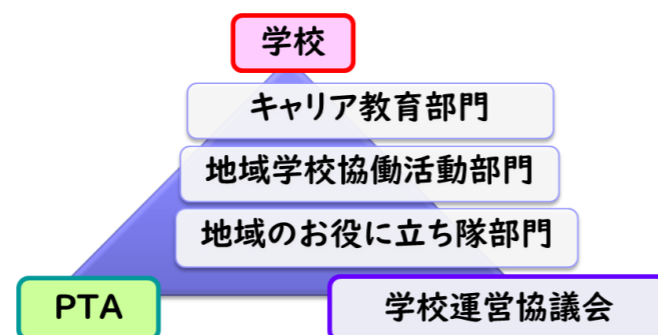 学校
キャリア教育部門
地域学校協働活動部門
地域のお役に立ち隊部門
PTA
学校運営協議会